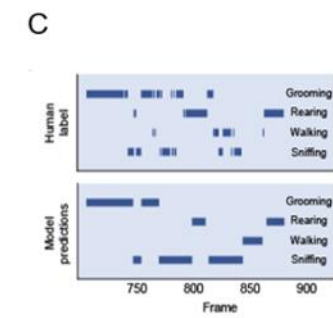 C
Human
label
Grooming
Rearing
Walking
Sniffing
Model
predictions
Grooming
Rearing
Walking
Sniffing
750 800 850 900
Frame